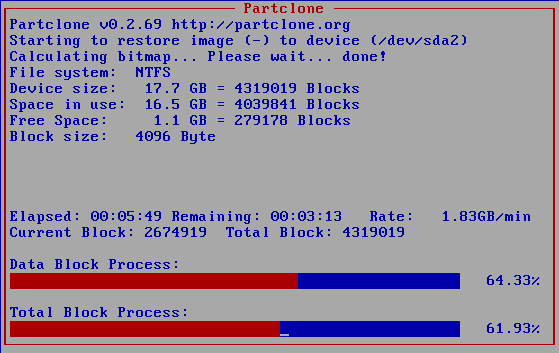 Partclone
Partclone v0.2.69 http://partclone.org
Starting to restore image (-) to device (/dev/sda2)
Calculating bitmap... Please wait... done!
File system:  NTFS
Device size:   17.7 GB = 4319019 Blocks
Space in use:  16.5 GB = 4039841 Blocks
Free Space:     1.1 GB = 279178 Blocks
Block size:   4096 Byte
Elapsed: 00:05:49 Remaining: 00:03:13   Rate:   1.83GB/min
Current Block: 2674919  Total Block: 4319019
Data Block Process:
64.33%
Total Block Process:
61.93%